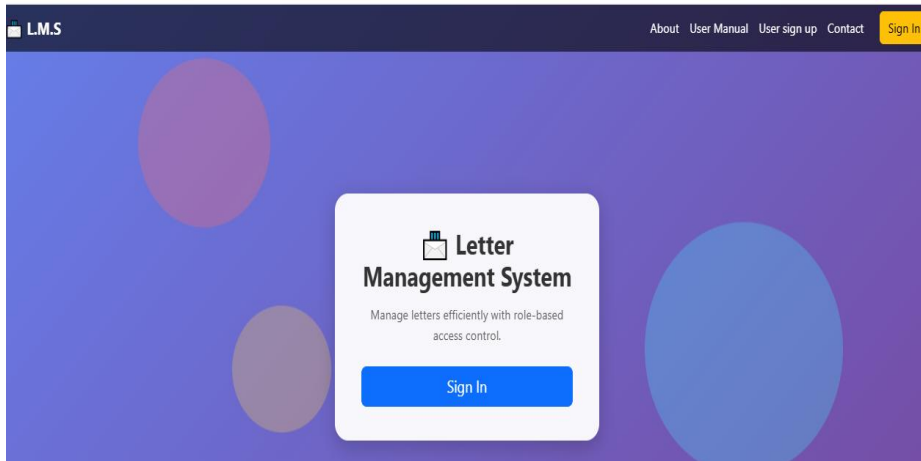 L.M.S
About User Manual User sign up Contact Sign In
Letter
Management System
Manage letters efficiently with role-based
access control.
Sign In